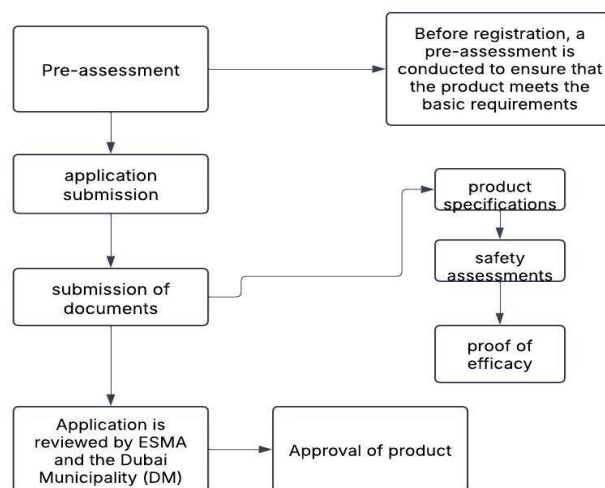 Pre-assessment
Before registration, a
pre-assessment is
conducted to ensure that
the product meets the
basic requirements
application
submission
product
specifications
safety
assessments
submission of
documents
proof of
efficacy
Application is
reviewed by ESMA
and the Dubai
Municipality (DM)
Approval of product